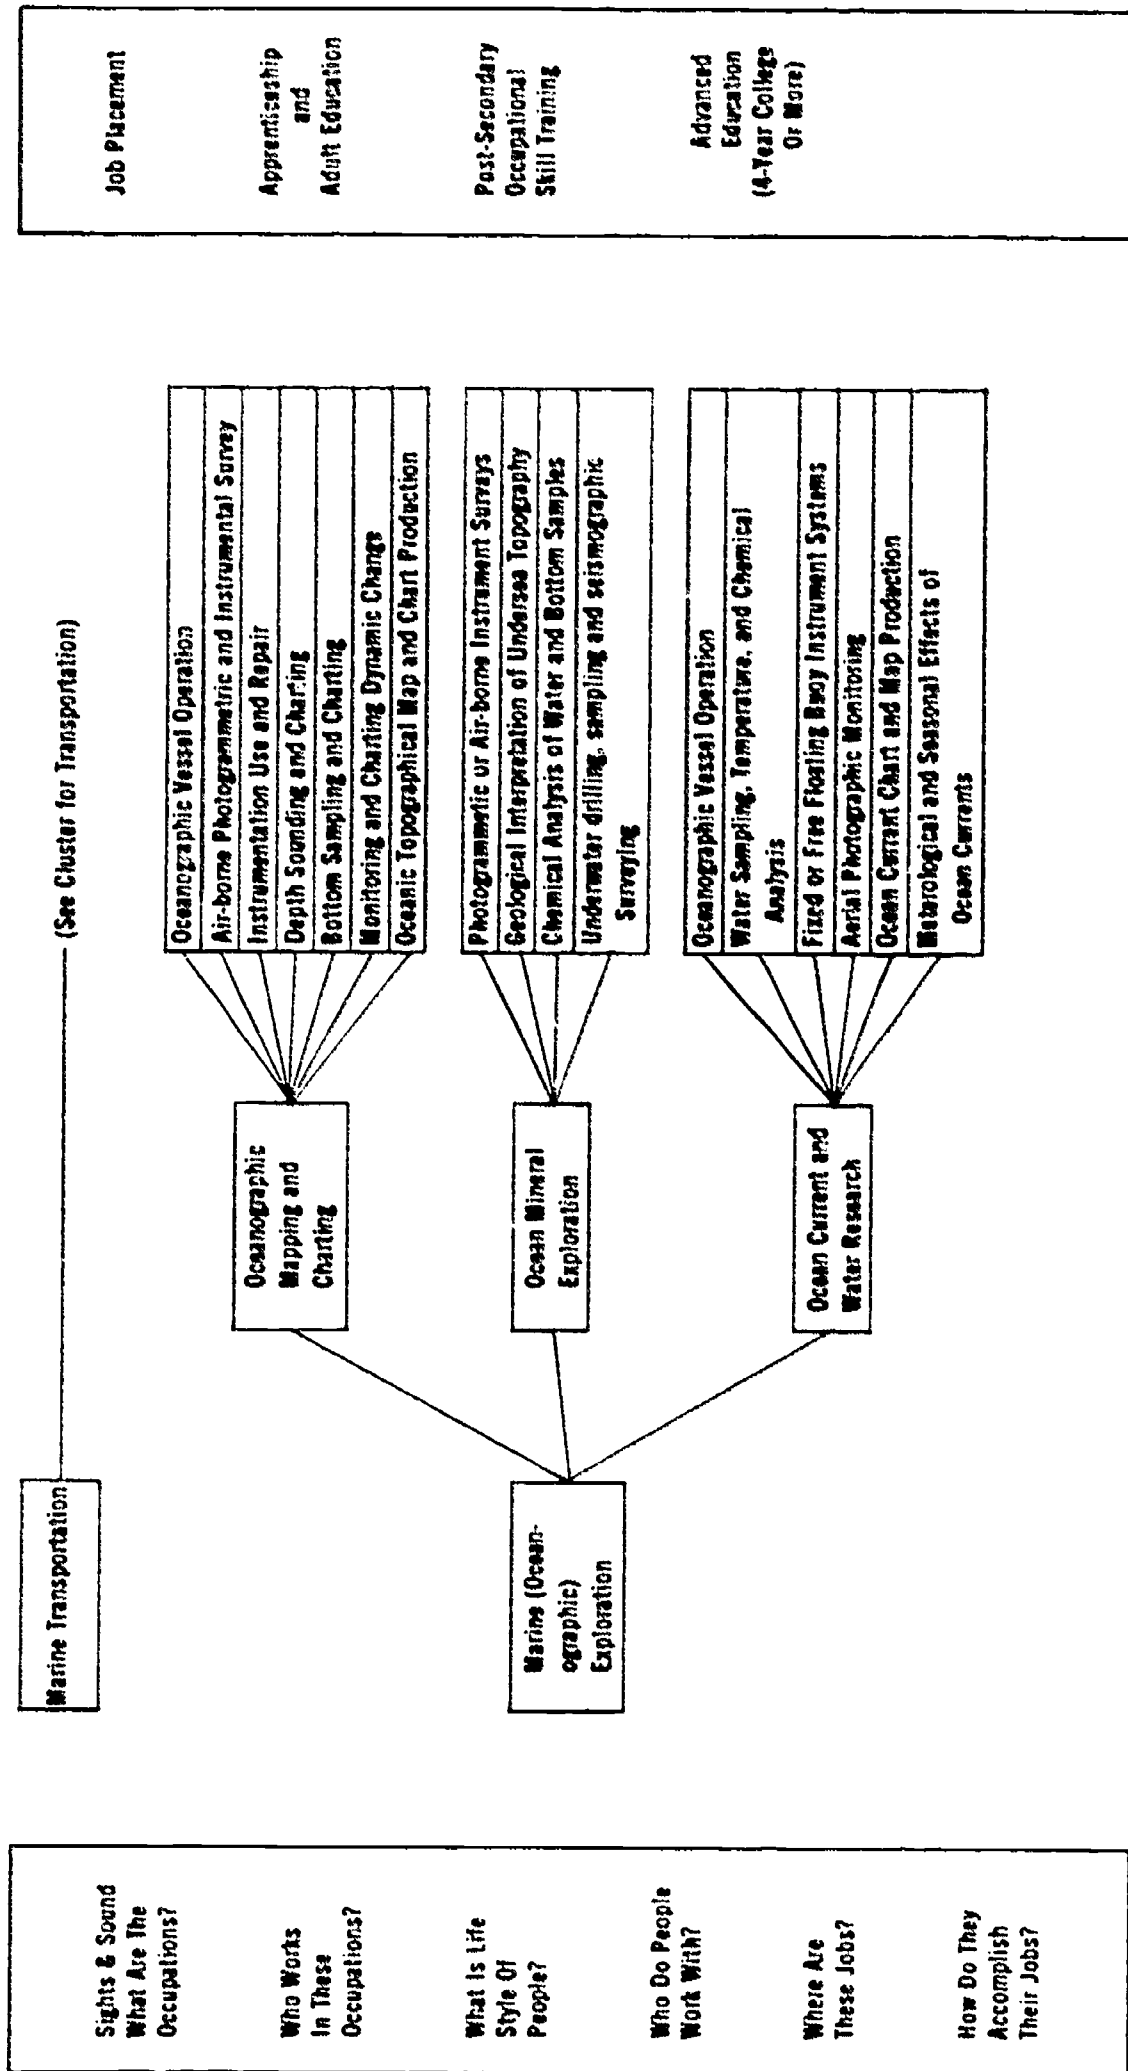 Sights & Sound
What Are The
Occupations?
Who Works
In These
Occupations?
What Is Life
Style Of
People?
Who Do People
Work With?
Where Are
These Jobs?
How Do They
Accomplish
Their Jobs?
Marine Transportation
(See Cluster for Transportation)
Marine (Ocean-
ographic)
Exploration
Oceanographic
Mapping and
Charting
Ocean Mineral
Exploration
Ocean Current and
Water Research
Oceanographic Vessel Operation
Air-borne Photogrammetric and Instrumental Survey
Instrumentation Use and Repair
Depth Sounding and Charting
Bottom Sampling and Charting
Monitoring and Charting Dynamic Change
Oceanic Topographical Map and Chart Production
Photogrammetic or Air-borne Instrument Surveys
Geological Interpretation of Undersea Topography
Chemical Analysis of Water and Bottom Samples
Underwater drilling, sampling and seismographic
Surveying
Oceanographic Vessel Operation
Water Sampling, Temperature, and Chemical
Analysis
Fixed or Free Floating Buoy Instrument Systems
Aerial Photographic Monitoring
Ocean Currant Chart and Map Production
Meterological and Seasonal Effects of
Ocean Currents
Job Placement
Apprenticeship
and
Adult Education
Post-Secondary
Occupational
Skill Training
Advanced
Education
(4-Year College
Or More)